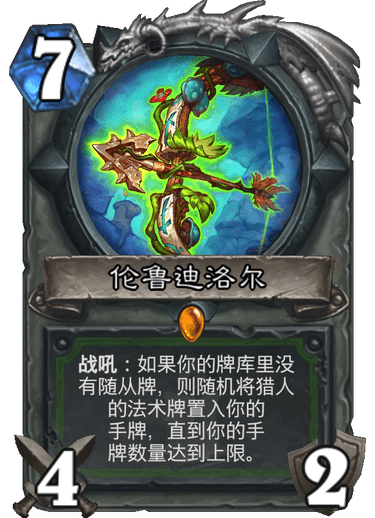 7
伦鲁迪洛尔
战吼：如果你的牌库里没
有随从牌，则随机将猎人
的法术牌置入你的
手牌，直到你的手
牌数量达到上限。
4
2